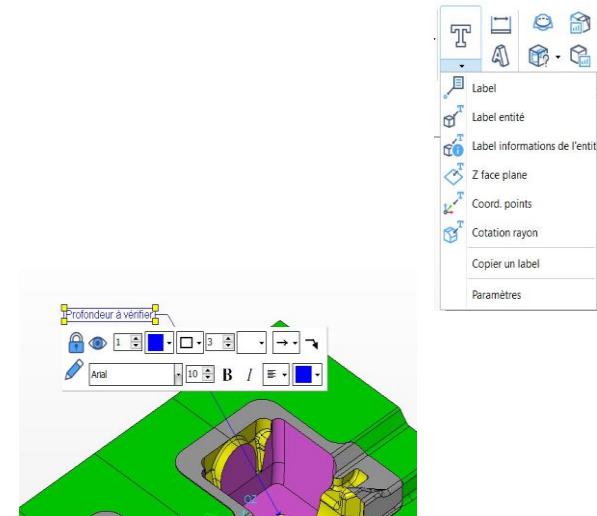 Label
Label entité
Label informations de l'entit
Z face plane
Coord. points
Cotation rayon
Copier un label
Paramètres
Profondeur à vérifier
1
3
Arial
10
B
I
OZ